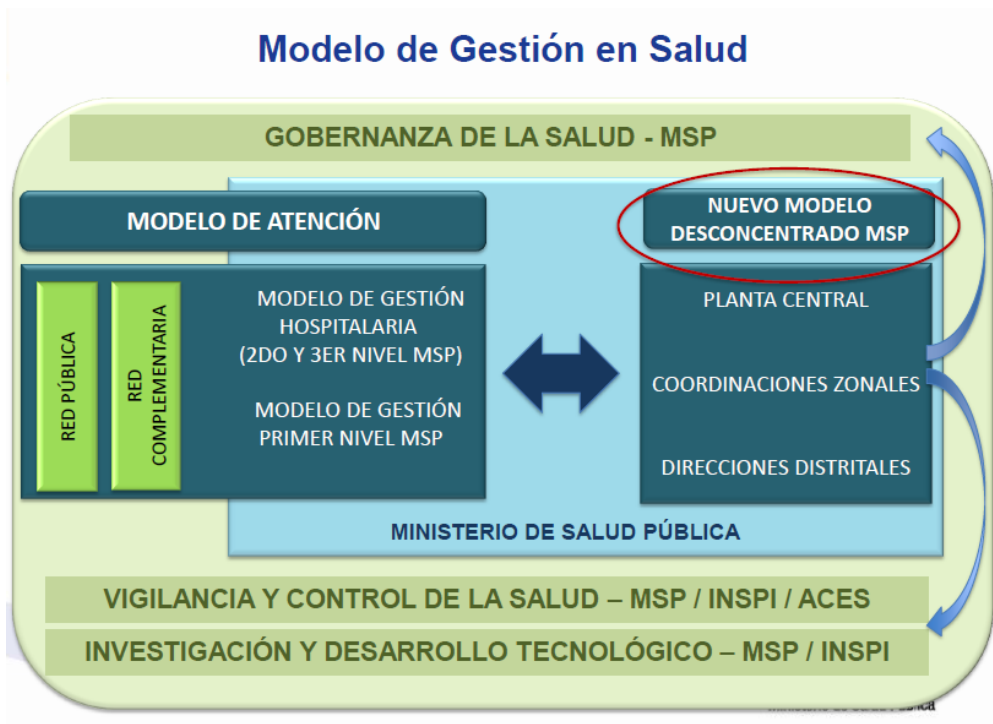 Modelo de Gestión en Salud
GOBERNANZA DE LA SALUD - MSP
MODELO DE ATENCIÓN
NUEVO MODELO
DESCONCENTRADO MSP
RED PÚBLICA
RED
COMPLEMENTARIA
MODELO DE GESTIÓN
HOSPITALARIA
(2DO Y 3ER NIVEL MSP)
MODELO DE GESTIÓN
PRIMER NIVEL MSP
PLANTA CENTRAL
COORDINACIONES ZONALES
DIRECCIONES DISTRITALES
MINISTERIO DE SALUD PÚBLICA
VIGILANCIA Y CONTROL DE LA SALUD – MSP / INSPI / ACES
INVESTIGACIÓN Y DESARROLLO TECNOLÓGICO – MSP / INSPI